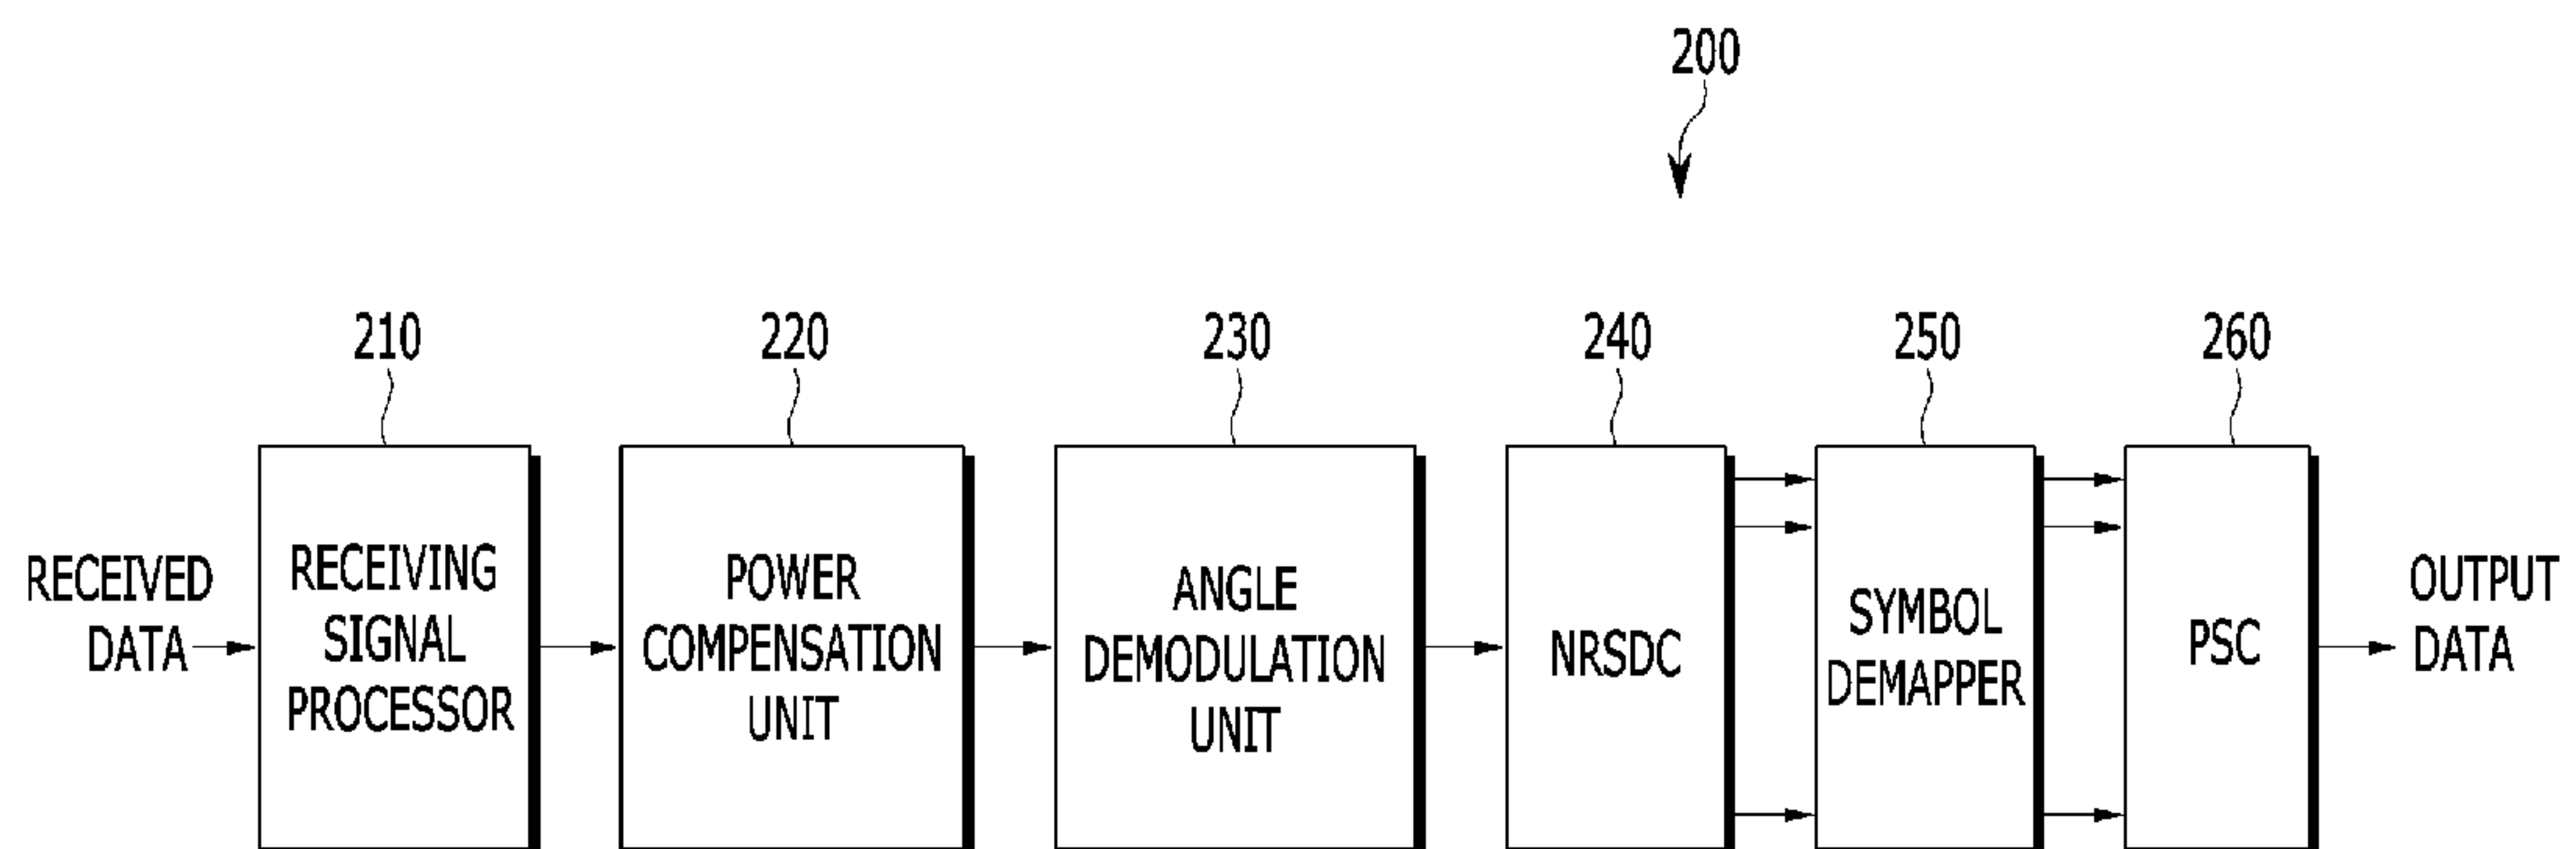 200
210
220
230
240
250
260
RECEIVED
DATA
RECEIVING
SIGNAL
PROCESSOR
POWER
COMPENSATION
UNIT
ANGLE
DEMODULATION
UNIT
NRSDC
SYMBOL
DEMAPPER
PSC
OUTPUT
DATA